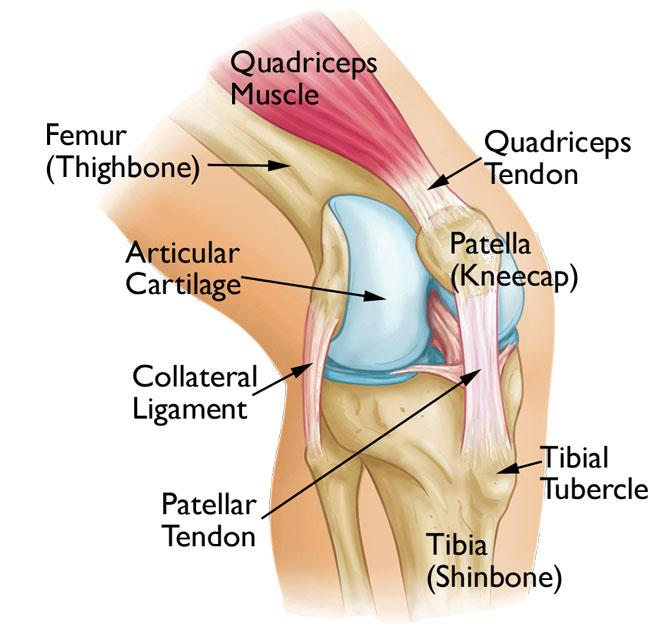 Quadriceps
Muscle
Femur
(Thighbone)
Quadriceps
Tendon
Articular
Cartilage
Patella
(Kneecap)
Collateral
Ligament
Patellar
Tendon
Tibial
Tubercle
Tibia
(Shinbone)